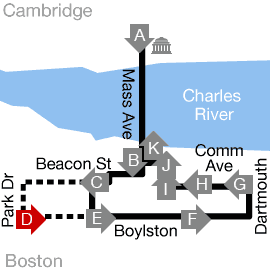 Cambridge
A
Mass Ave
Charles
River
K
B
J
Beacon St
Comm
Ave
C
I
H
G
Dartmouth
Park Dr
D
E
F
Boylston
Boston